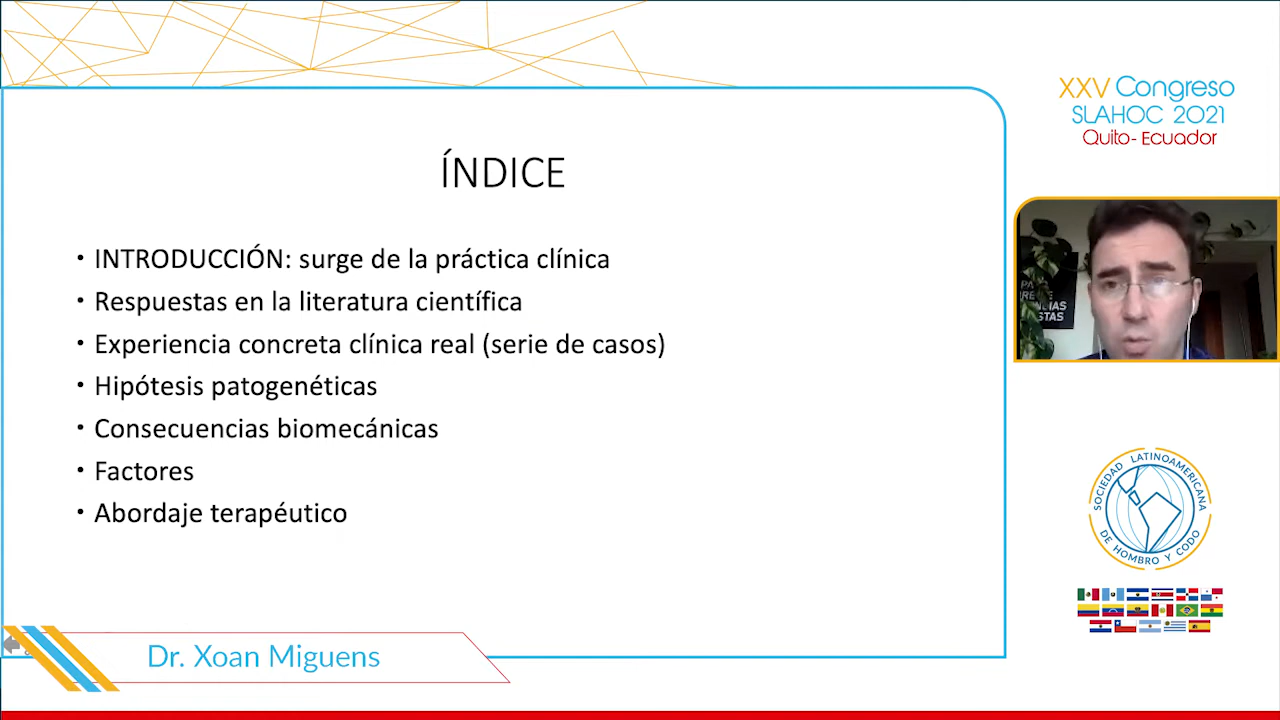 XXV Congreso
SLAHOC 2021
Quito - Ecuador
ÍNDICE
• INTRODUCCIÓN: surge de la práctica clínica
• Respuestas en la literatura científica
• Experiencia concreta clínica real (serie de casos)
• Hipótesis patogenéticas
• Consecuencias biomecánicas
• Factores
• Abordaje terapéutico
SOCIEDAD LATINOAMERICANA
DE HOMBRO Y CODO
Dr. Xoan Miguens